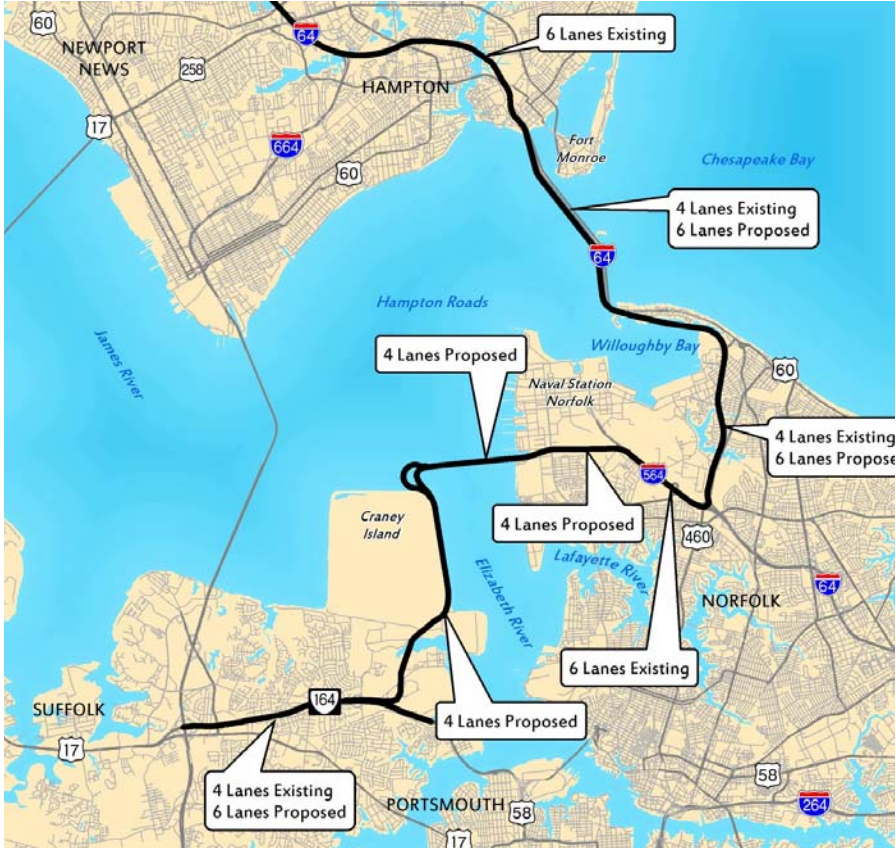 60
64
6 Lanes Existing
NEWPORT
NEWS
258
HAMPTON
17
664
60
Fort
Monroe
Chesapeake Bay
4 Lanes Existing
6 Lanes Proposed
64
Hampton Roads
James River
4 Lanes Proposed
Willoughby Bay
60
Naval Station
Norfolk
4 Lanes Existing
6 Lanes Propose
564
4 Lanes Proposed
Craney
Island
460
Elizabeth River
Lafayette River
64
NORFOLK
6 Lanes Existing
164
SUFFOLK
4 Lanes Proposed
17
4 Lanes Existing
6 Lanes Proposed
PORTSMOUTH
58
58
264
17